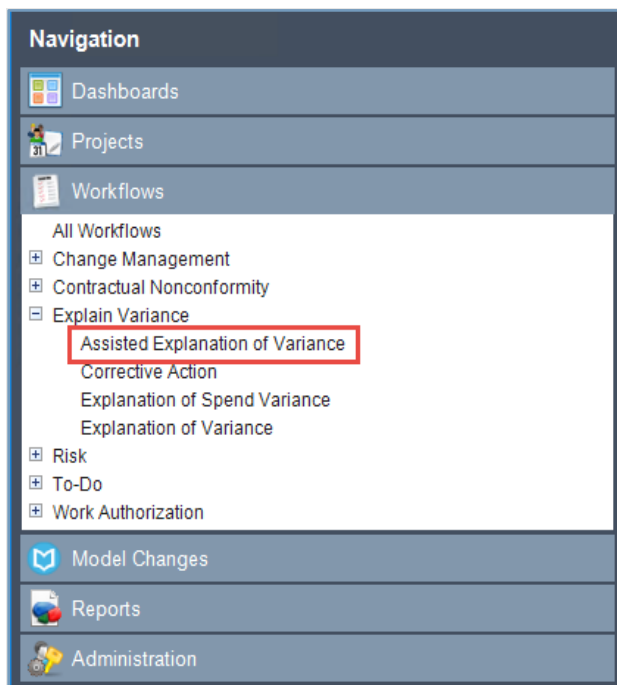 Navigation
Dashboards
31
Projects
Workflows
All Workflows
Change Management
Contractual Nonconformity
Explain Variance
Assisted Explanation of Variance
Corrective Action
Explanation of Spend Variance
Explanation of Variance
Risk
To-Do
Work Authorization
Model Changes
Reports
Administration